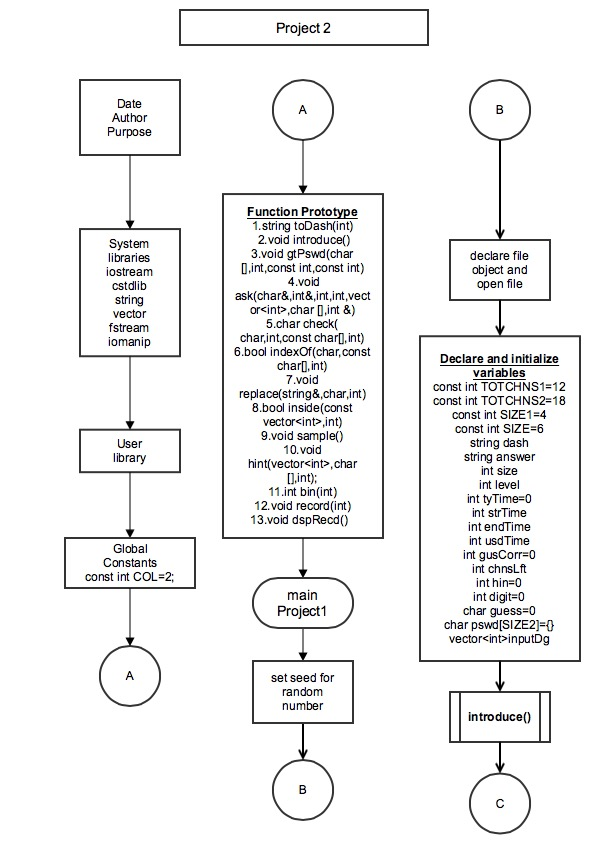 Project 2
Date
Author
Purpose
System
libraries
iostream
cstdlib
string
vector
fstream
iomanip
User
library
Global
Constants
const int COL=2;
A
A
Function Prototype
1.string toDash(int)
2.void introduce()
3.void gtPswd(char
[],int,const int,const int)
4.void
ask(char&,int&,int,int,vect
or<int>,char [],int &)
5.char check(
char,int,const char[],int)
6.bool indexOf(char,const
char[],int)
7.void
replace(string&,char,int)
8.bool inside(const
vector<int>,int)
9.void sample()
10.void
hint(vector<int>,char
[],int);
11.int bin(int)
12.void record(int)
13.void dspRecd()
main
Project1
set seed for
random
number
B
B
declare file
object and
open file
Declare and initialize
variables
const int TOTCHNS1=12
const int TOTCHNS2=18
const int SIZE1=4
const int SIZE=6
string dash
string answer
int size
int level
int tyTime=0
int strTime
int endTime
int usdTime
int gusCorr=0
int chnsLft
int hin=0
int digit=0
char guess=0
char pswd[SIZE2]={}
vector<int>inputDg
introduce()
C